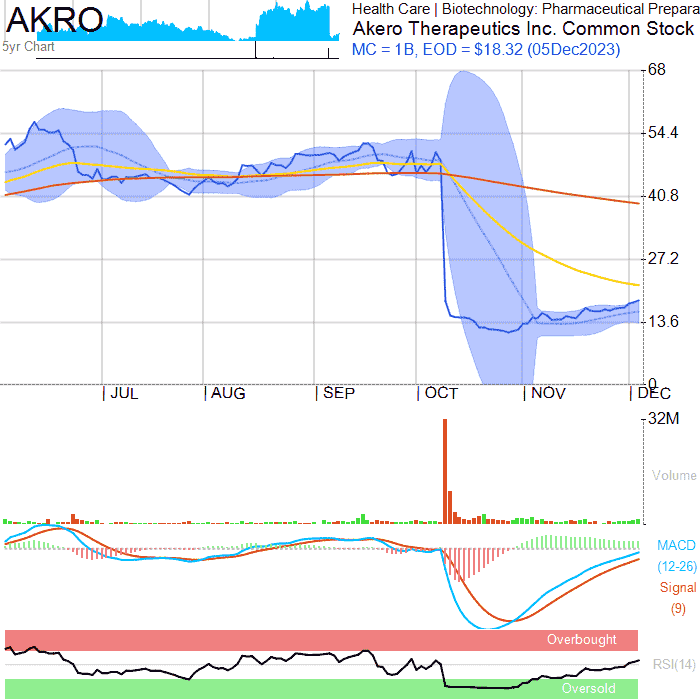 AKRO
5yr Chart
Health Care | Biotechnology: Pharmaceutical Prepara
Akero Therapeutics Inc. Common Stock
MC = 1B, EOD = $18.32 (05Dec2023)
68
54.4
40.8
27.2
13.6
0
| JUL | AUG | SEP | OCT | NOV | DEC
32M
Volume
MACD
(12-26)
Signal
(9)
Overbought
RSI(14)
Oversold